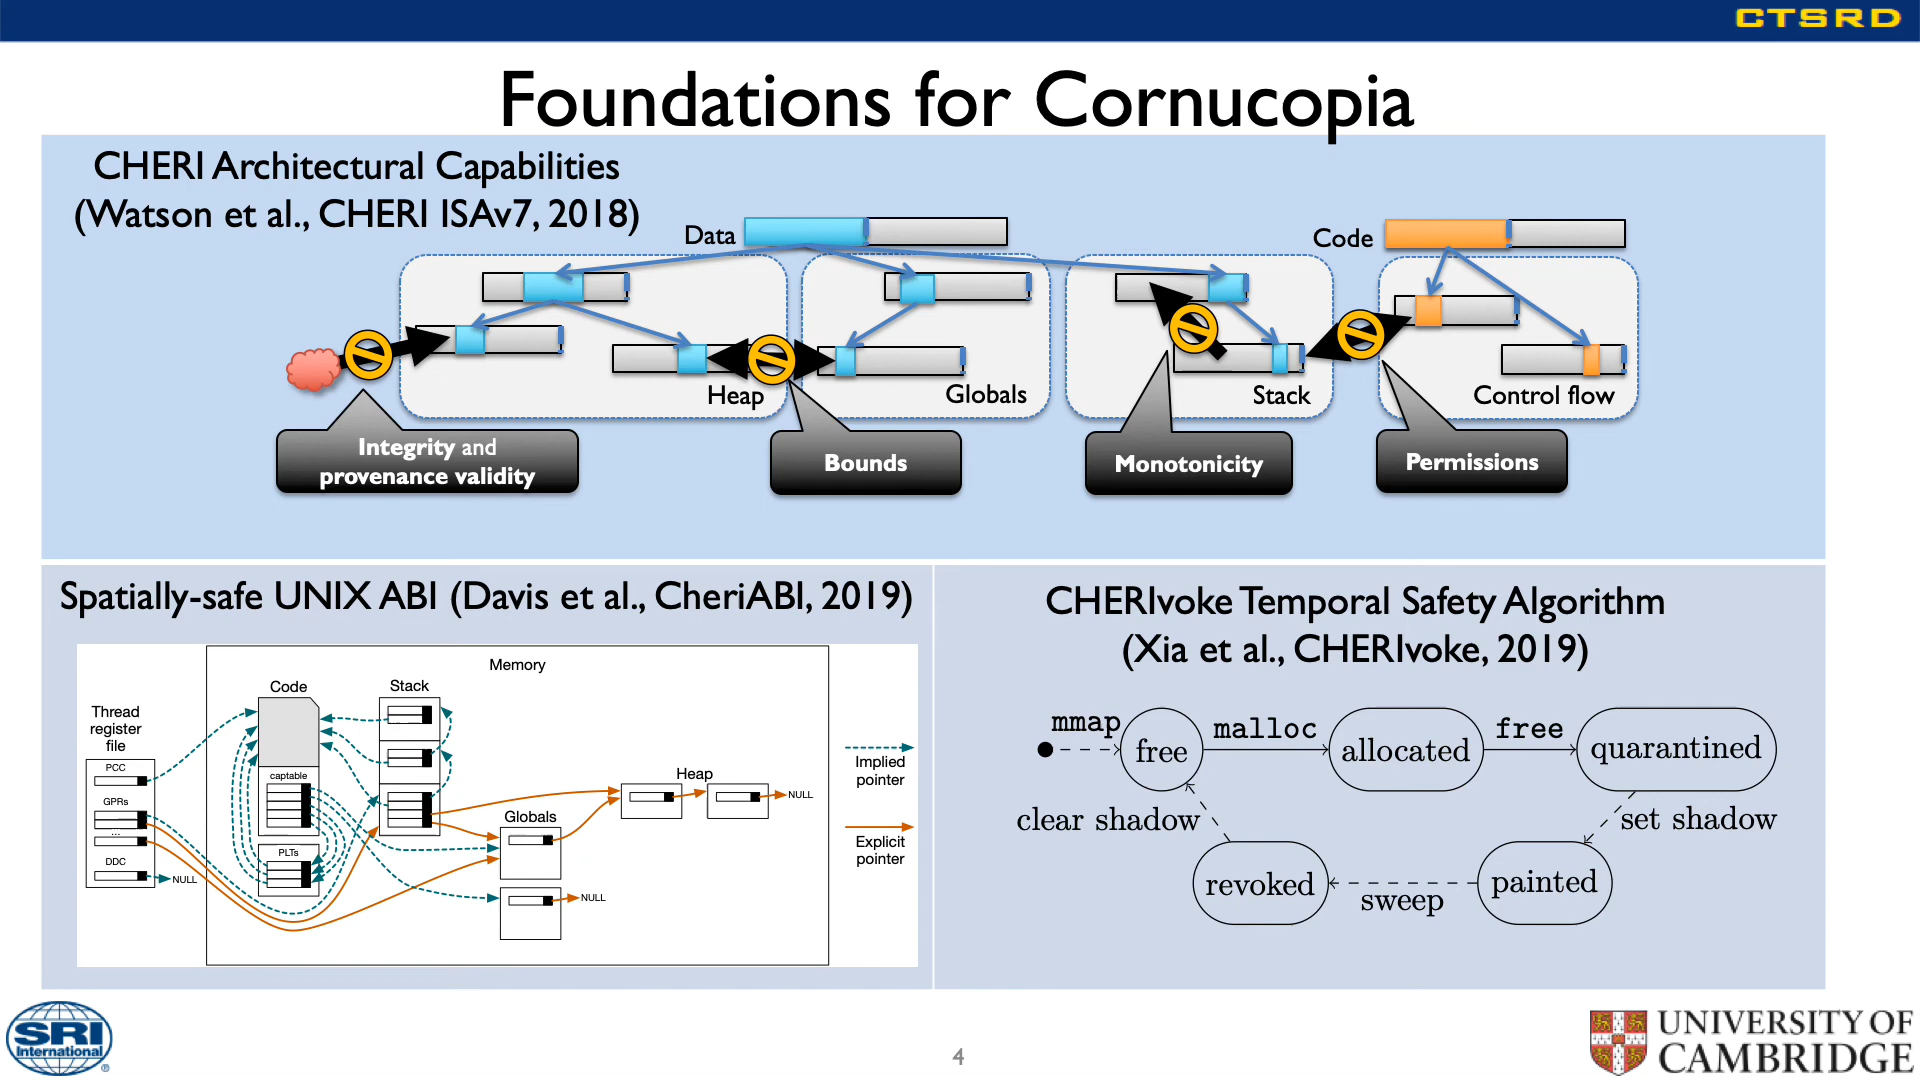 CTSRD
Foundations for Cornucopia
CHERI Architectural Capabilities
(Watson et al., CHERI ISAv7, 2018)
Data
Code
Heap
Globals
Stack
Control flow
Integrity and
provenance validity
Bounds
Monotonicity
Permissions
Spatially-safe UNIX ABI (Davis et al., CheriABI, 2019)
Memory
Code
Stack
Thread
register
file
PCC
GPRs
...
DDC
NULL
captable
PLTs
Globals
NULL
Heap
NULL
Implied
pointer
Explicit
pointer
CHERIvoke Temporal Safety Algorithm
(Xia et al., CHERIvoke, 2019)
mmap
free
malloc
allocated
free
quarantined
clear shadow
set shadow
revoked
sweep
painted
SRI
International
®
4
UNIVERSITY OF
CAMBRIDGE